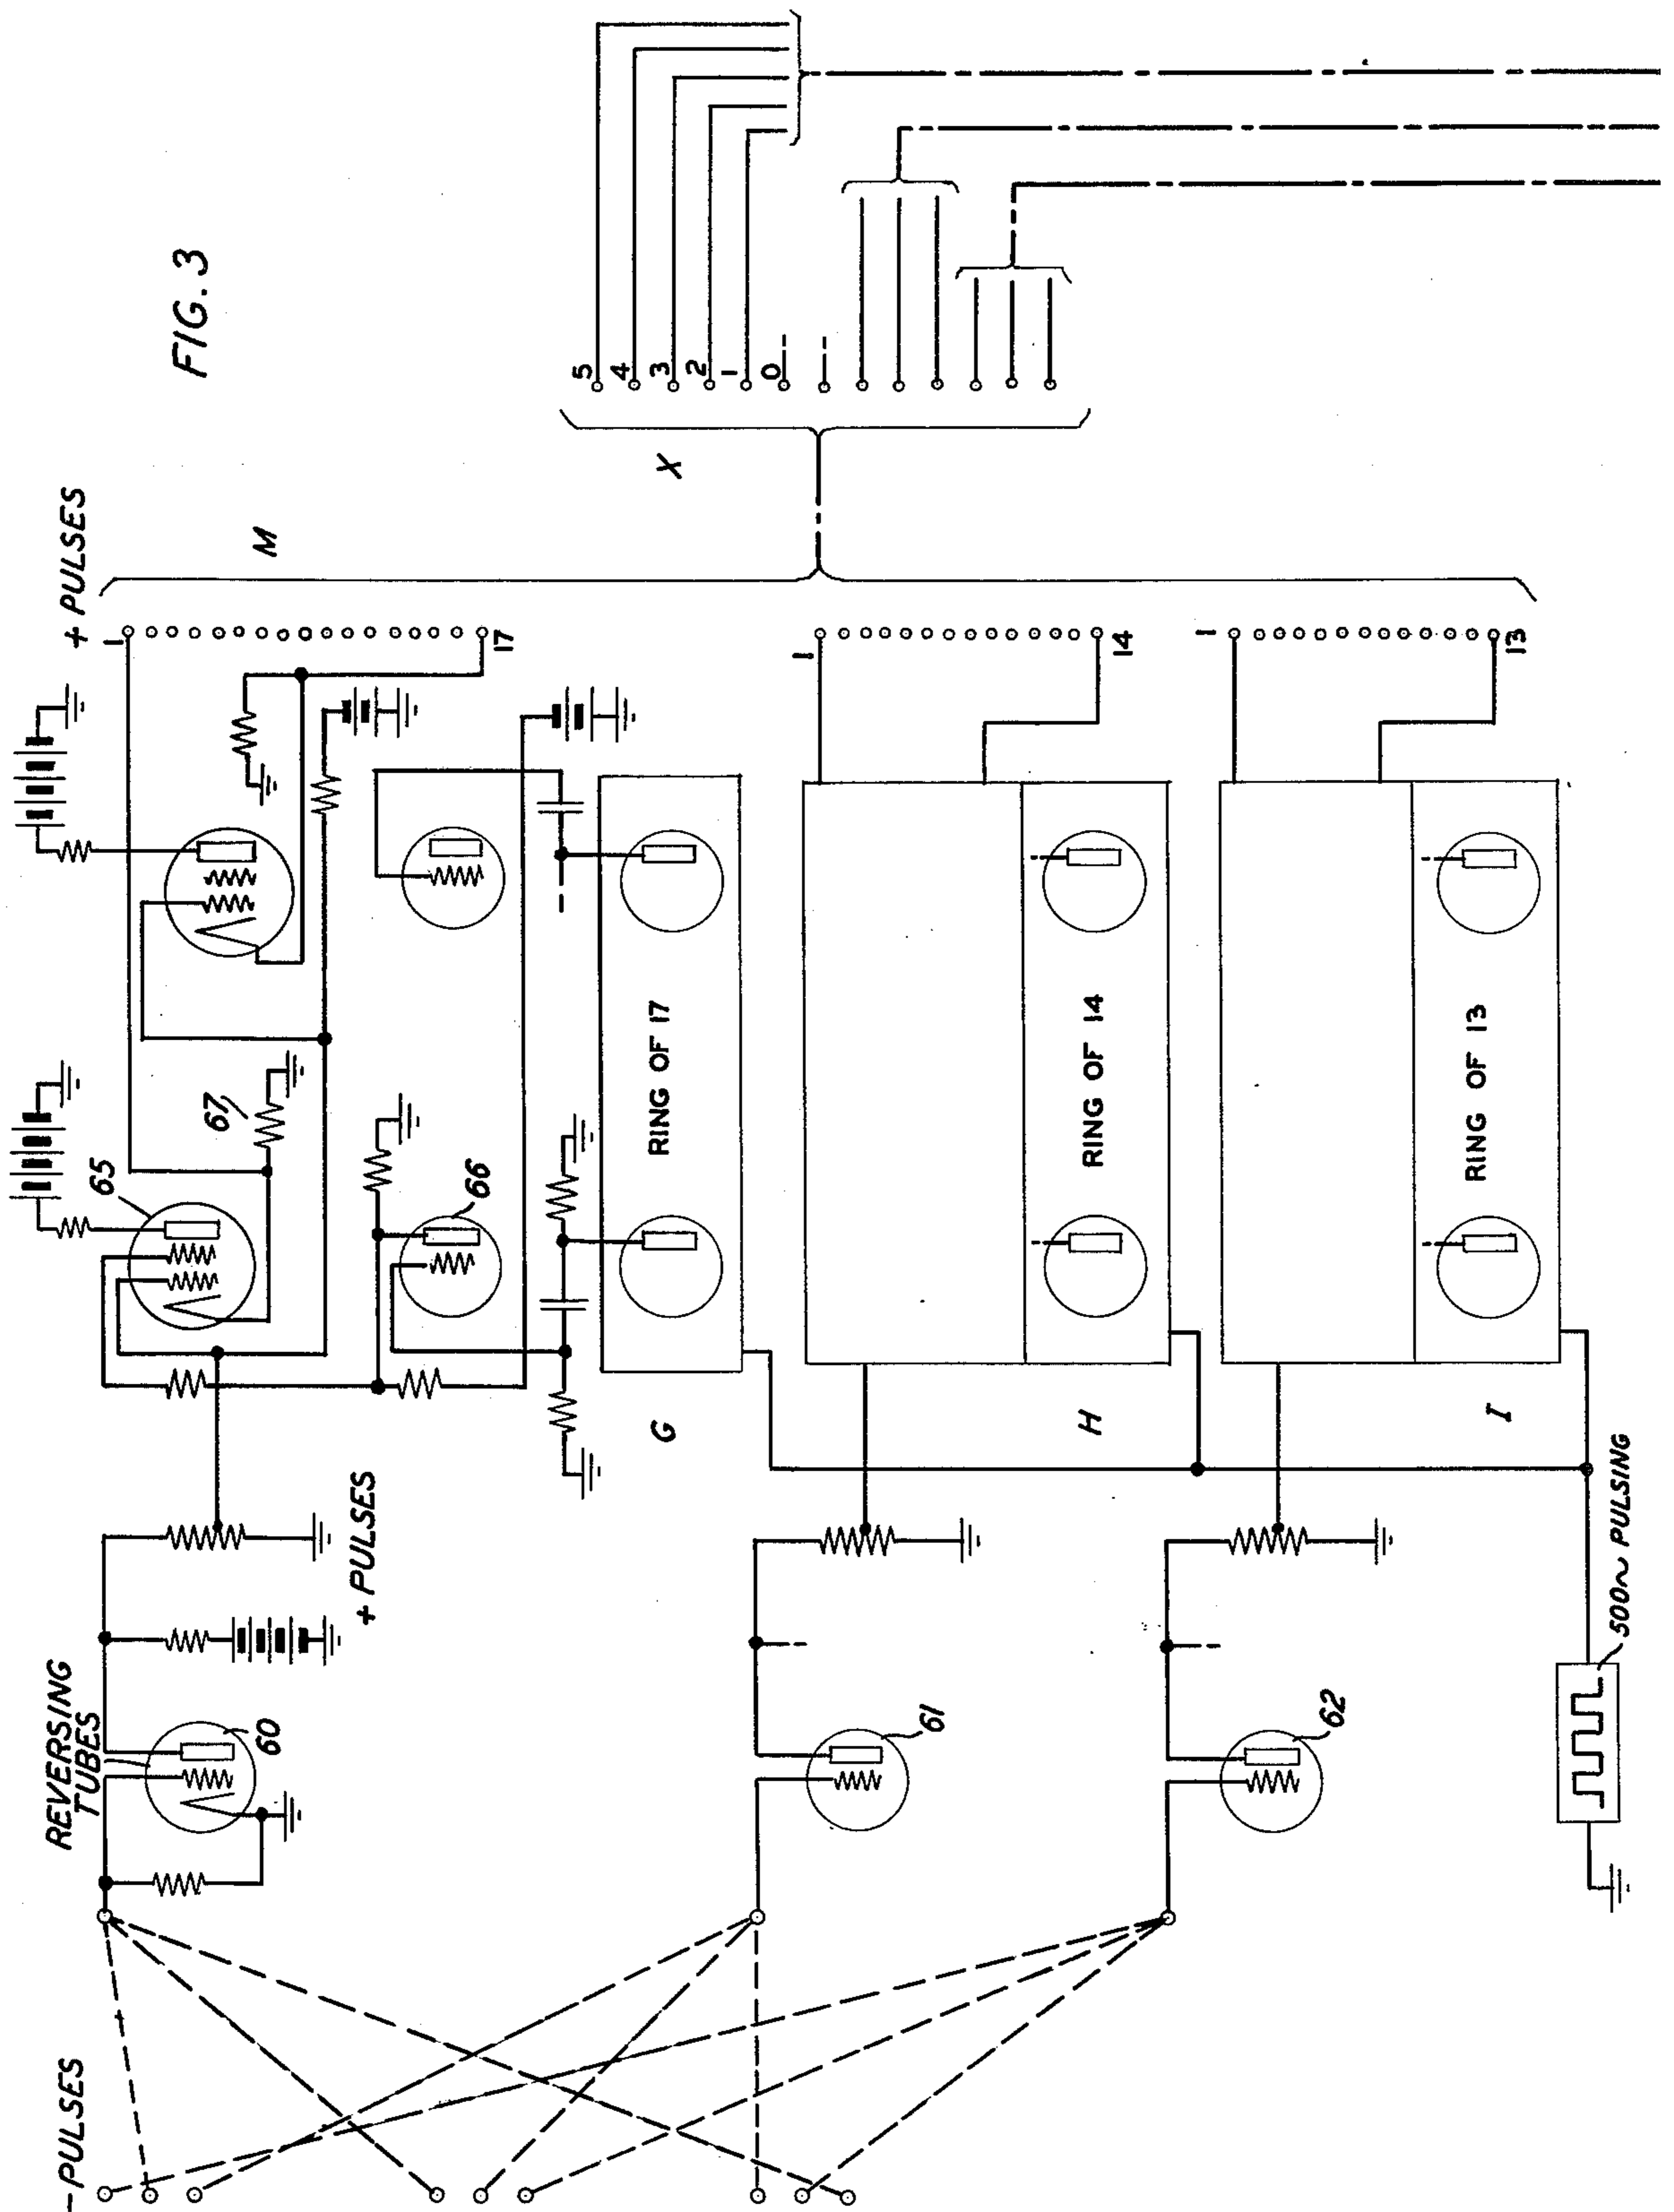 FIG. 3
- PULSES
REVERSING
TUBES
60
+ PULSES
65
67
66
+ PULSES
M
1
17
G
RING OF 17
61
H
RING OF 14
1
14
62
I
RING OF 13
1
13
500~ PULSING
X
5
4
3
2
1
0